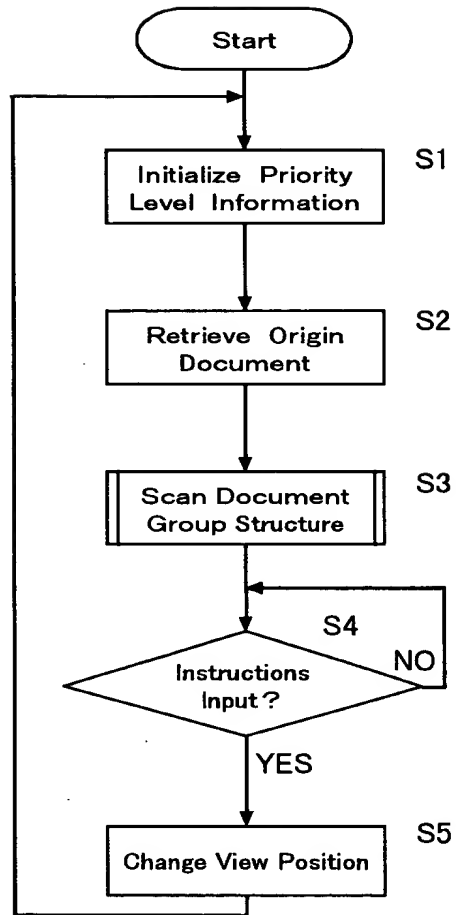 Start
S1
Initialize Priority
Level Information
S2
Retrieve Origin
Document
S3
Scan Document
Group Structure
S4
NO
Instructions
Input?
YES
S5
Change View Position